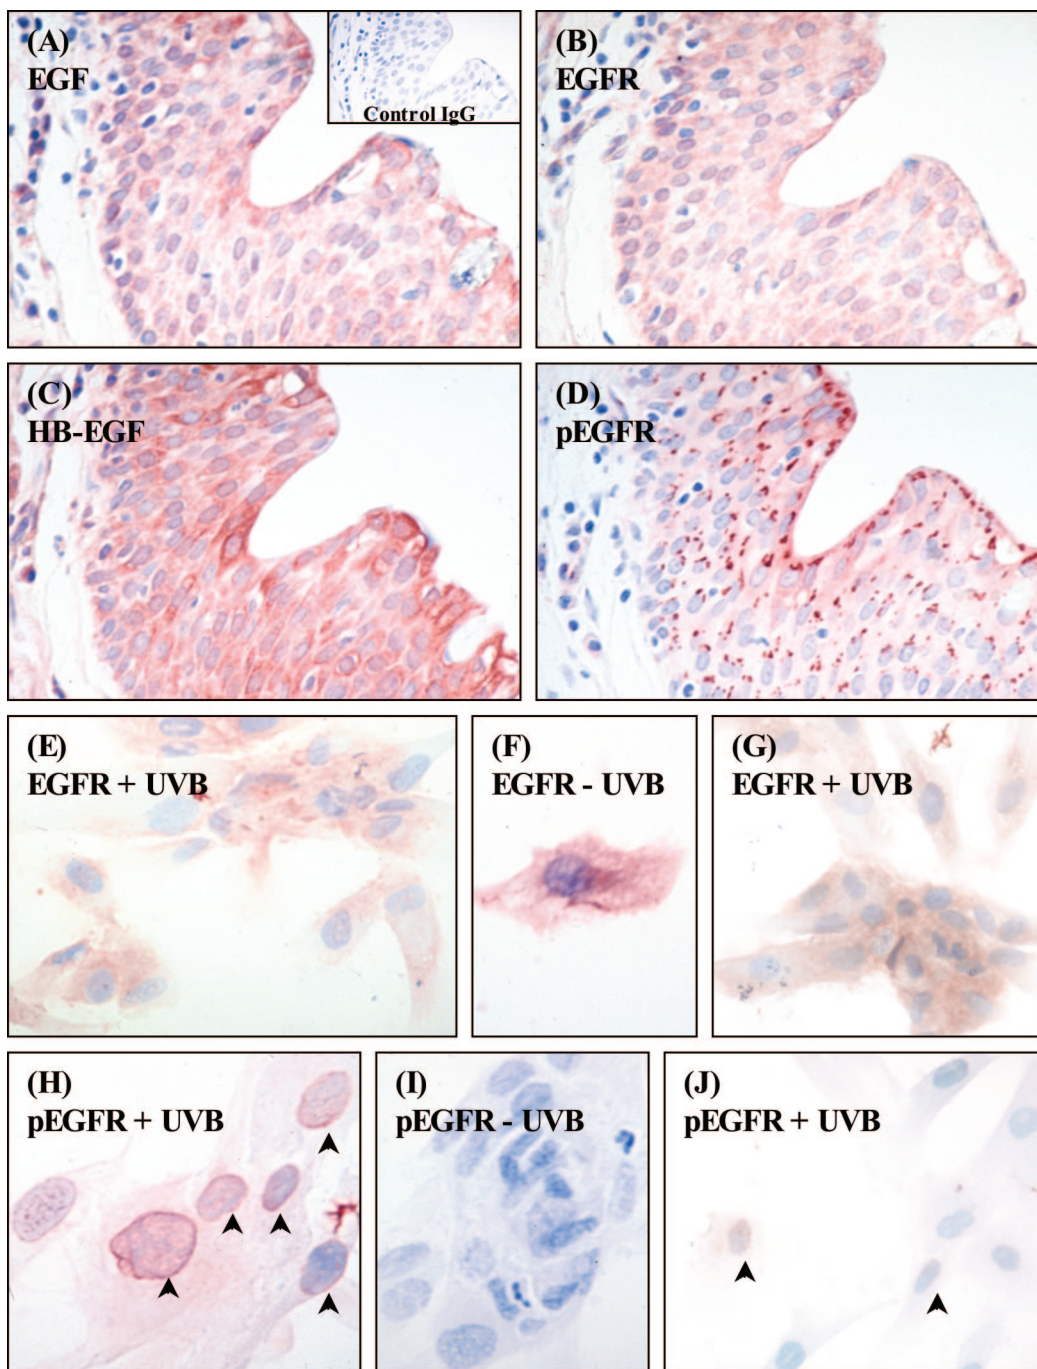 (A)
EGF
Control IgG
(B)
EGFR
(C)
HB-EGF
(D)
pEGFR
(E)
EGFR + UVB
(F)
EGFR - UVB
(G)
EGFR + UVB
(H)
pEGFR + UVB
(I)
pEGFR - UVB
(J)
pEGFR + UVB